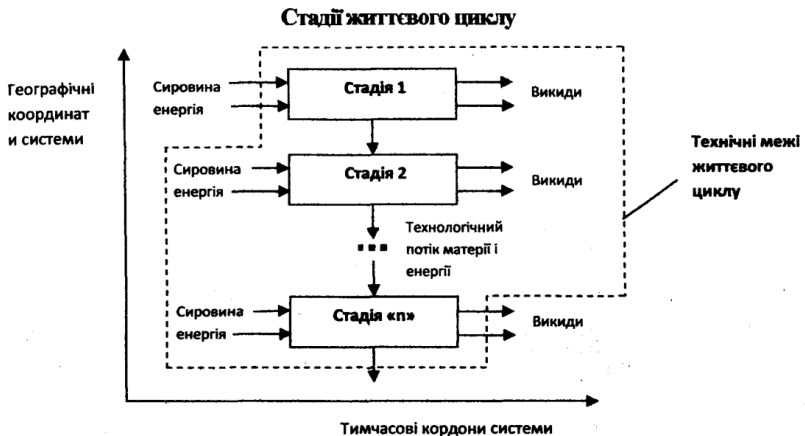 Стадії життєвого циклу
Географічні
координат
и системи
Сировина
енергія
Стадія 1
Викиди
Сировина
енергія
Стадія 2
Викиди
Технічні межі
життєвого
циклу
Технологічний
потік матерії і
енергії
Сировина
енергія
Стадія «n»
Викиди
Тимчасові кордони системи